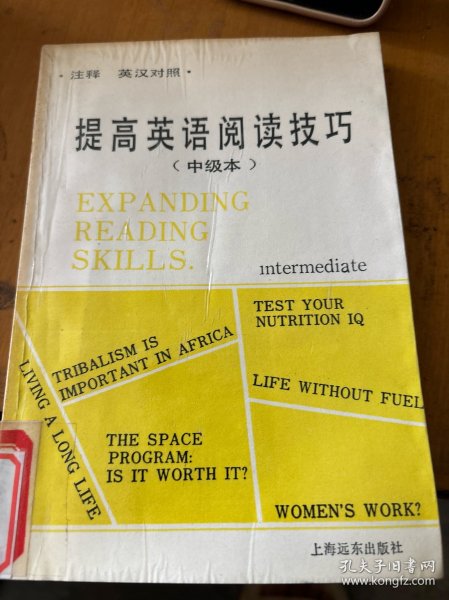 · 注释 英汉对照 ·
提高英语阅读技巧
（中级本）
EXPANDING
READING
SKILLS.
intermediate
TEST YOUR
NUTRITION IQ
TRIBALISM IS
IMPORTANT IN AFRICA
LIVING A LONG LIFE
LIFE WITHOUT FUEL
THE SPACE
PROGRAM:
IS IT WORTH IT?
WOMEN'S WORK?
上海远东出版社
孔夫子旧书网
kongfz.com